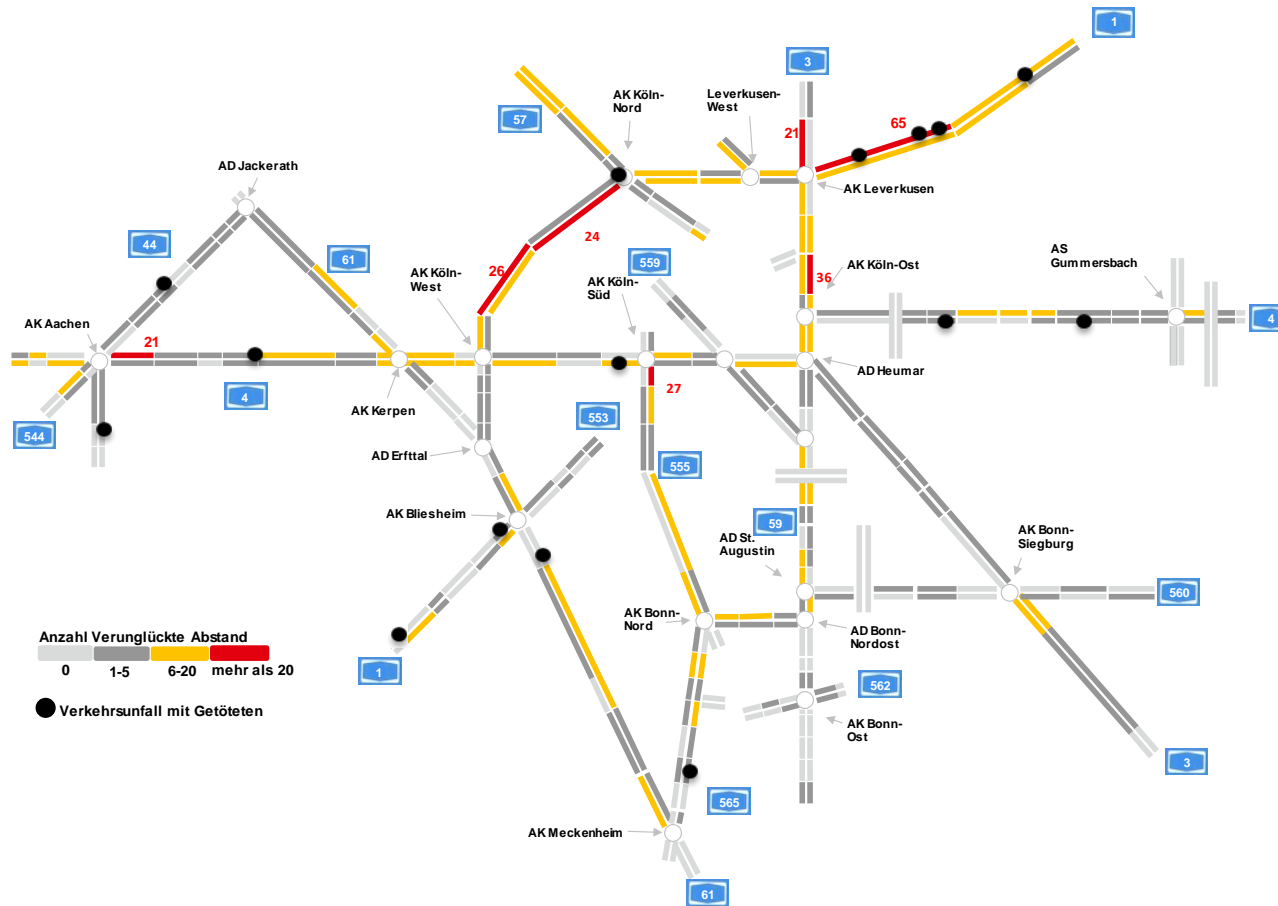 1
3
AK Köln-
Nord
Leverkusen-
West
57
21
65
AD Jackerath
AK Leverkusen
44
24
61
559
AS
Gummersbach
AK Köln-
West
26
AK Köln-
Süd
36
AK Köln-Ost
AK Aachen
21
4
AD Heumar
4
AK Kerpen
27
544
553
AD Erfttal
555
AK Bliesheim
59
AD St.
Augustin
AK Bonn-
Siegburg
560
AK Bonn-
Nord
AD Bonn-
Nordost
Anzahl Verunglückte Abstand
0 1-5 6-20 mehr als 20
1
562
Verkehrsunfall mit Getöteten
AK Bonn-
Ost
3
565
AK Meckenheim
61